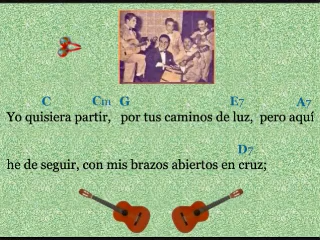 C Cm G E7 A7
Yo quisiera partir, por tus caminos de luz, pero aquí
D7
he de seguir, con mis brazos abiertos en cruz;